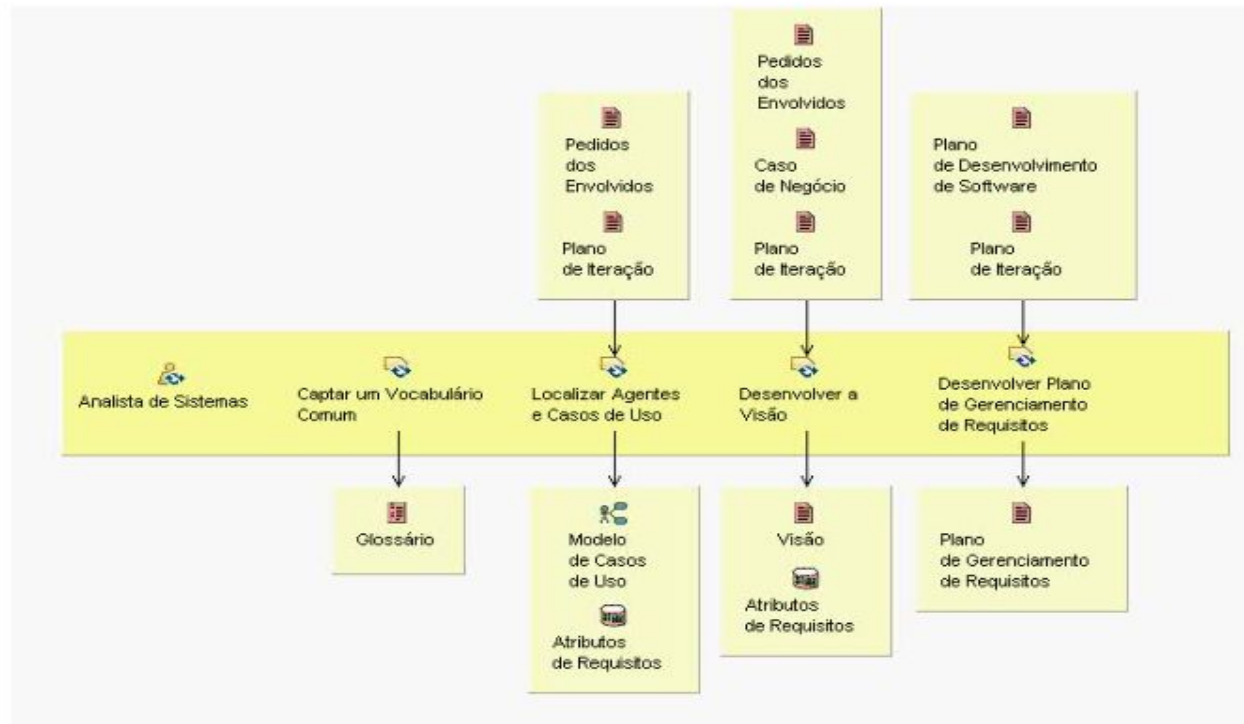 Pedidos
dos
Envolvidos
Plano
de Iteração
Pedidos
dos
Envolvidos
Caso
de Negócio
Plano
de Iteração
Plano
de Desenvolvimento
de Software
Plano
de Iteração
Analista de Sistemas
Captar um Vocabulário
Comum
Localizar Agentes
e Casos de Uso
Desenvolver a
Visão
Desenvolver Plano
de Gerenciamento
de Requisitos
Glossário
Modelo
de Casos
de Uso
Atributos
de Requisitos
Visão
Atributos
de Requisitos
Plano
de Gerenciamento
de Requisitos